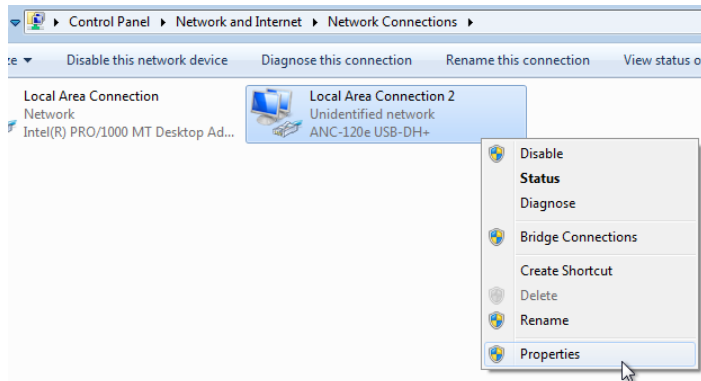 Control Panel ▸ Network and Internet ▸ Network Connections ▸
Disable this network device Diagnose this connection Rename this connection View status
Local Area Connection
Network
Intel(R) PRO/1000 MT Desktop Ad...
Local Area Connection 2
Unidentified network
ANC-120e USB-DH+
Disable
Status
Diagnose
Bridge Connections
Create Shortcut
Delete
Rename
Properties